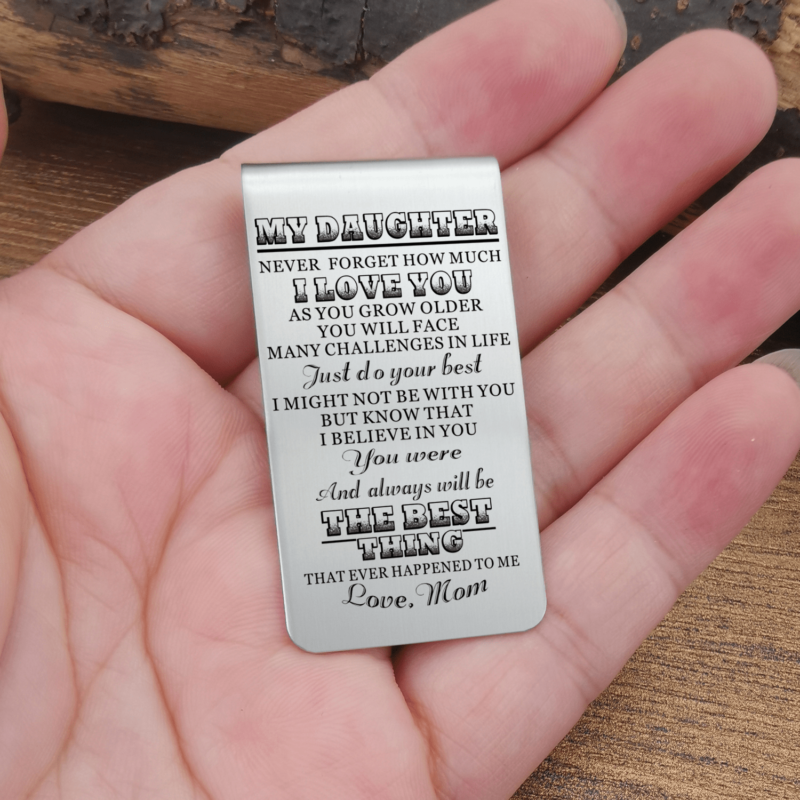 MY DAUGHTER
NEVER FORGET HOW MUCH
I LOVE YOU
AS YOU GROW OLDER
YOU WILL FACE
MANY CHALLENGES IN LIFE
Just do your best
I MIGHT NOT BE WITH YOU
BUT KNOW THAT
I BELIEVE IN YOU
You were
And always will be
THE BEST
THING
THAT EVER HAPPENED TO ME
Love, Mom